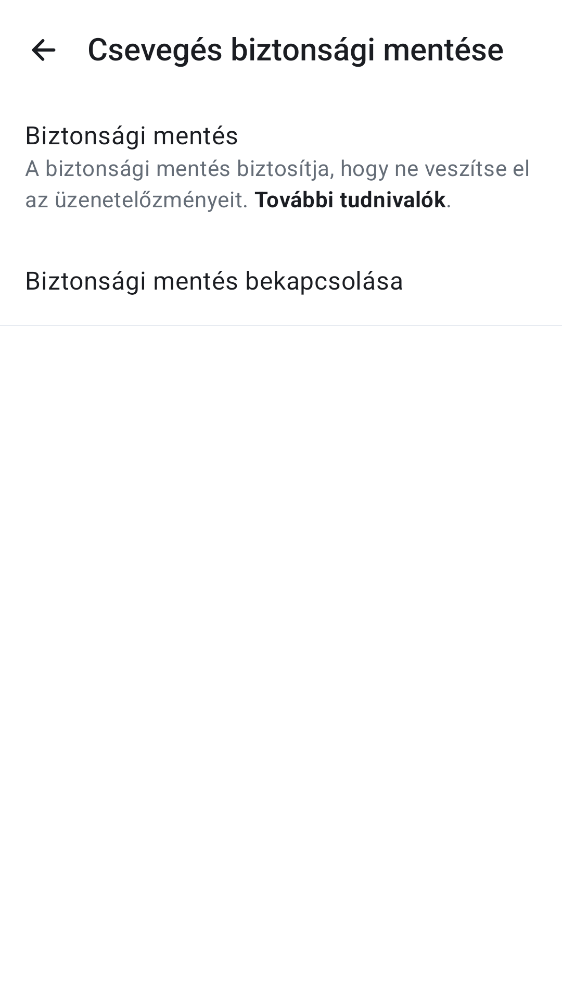 Csevegés biztonsági mentése
Biztonsági mentés
A biztonsági mentés biztosítja, hogy ne veszítse el
az üzenetelőzményeit. További tudnivalók.
Biztonsági mentés bekapcsolása